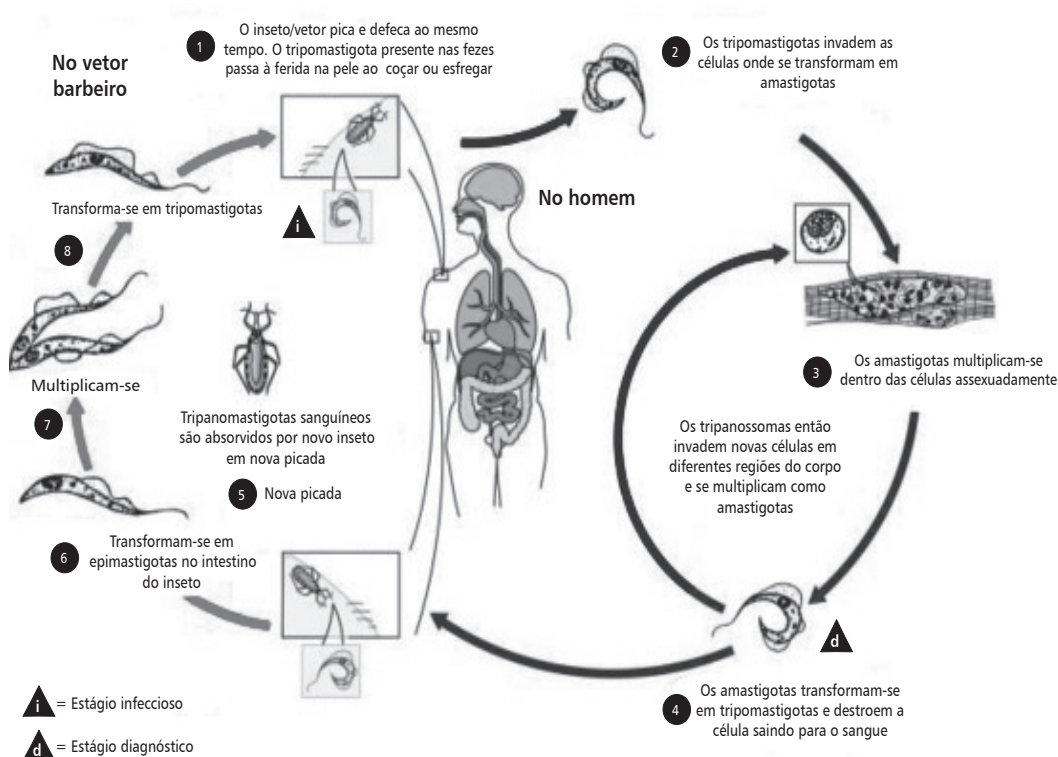 No vetor
barbeiro
1
O inseto/vetor pica e defeca ao mesmo
tempo. O tripomastigota presente nas fezes
passa à ferida na pele ao coçar ou esfregar
2
Os tripomastigotas invadem as
células onde se transformam em
amastigotas
Transforma-se em tripomastigotas
i
No homem
8
Multiplicam-se
3
Os amastigotas multiplicam-se
dentro das células assexuadamente
7
Tripanomastigotas sanguíneos
são absorvidos por novo inseto
em nova picada
5
Nova picada
Os tripanossomas então
invadem novas células em
diferentes regiões do corpo
e se multiplicam como
amastigotas
6
Transformam-se em
epimastigotas no intestino
do inseto
d
4
Os amastigotas transformam-se
em tripomastigotas e destroem a
célula saindo para o sangue
i = Estágio infeccioso
d = Estágio diagnóstico